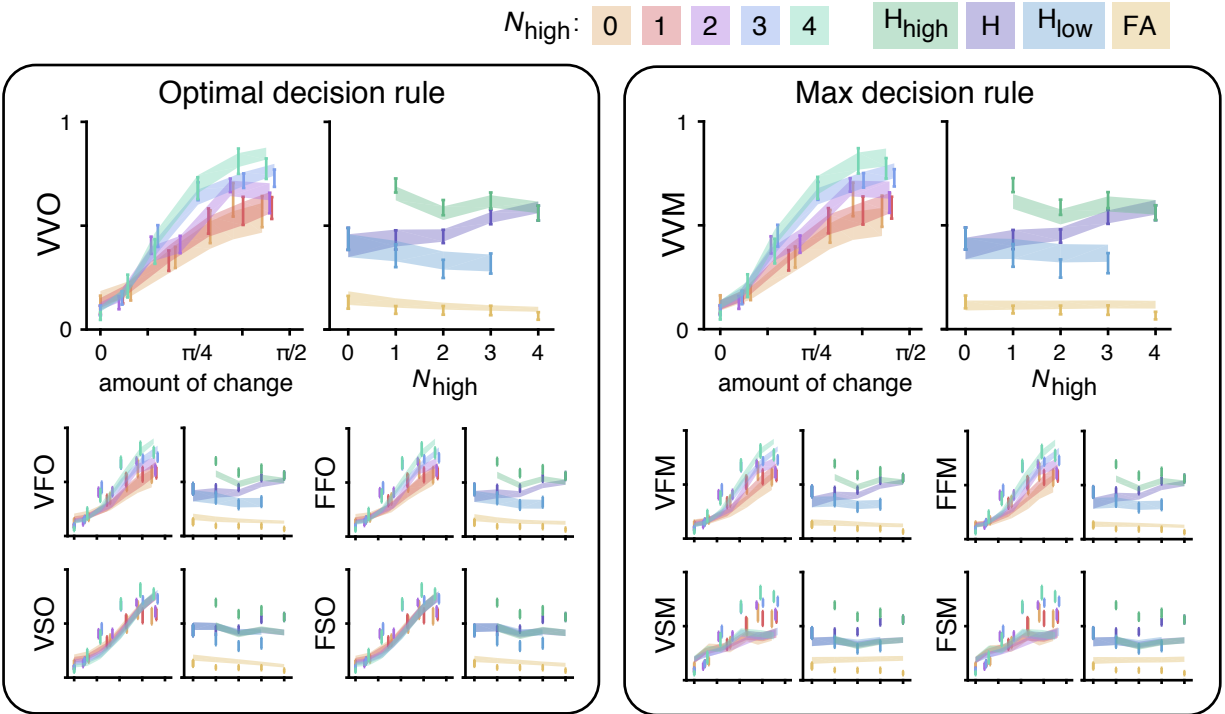 Nhigh: 0 1 2 3 4 Hhigh H Hlow FA
Optimal decision rule
1
VVO
0
0 π/4 π/2
amount of change
0 1 2 3 4
Nhigh
VFO
FFO
VSO
FSO
Max decision rule
1
VVM
0
0 π/4 π/2
amount of change
0 1 2 3 4
Nhigh
VFM
FFM
VSM
FSM